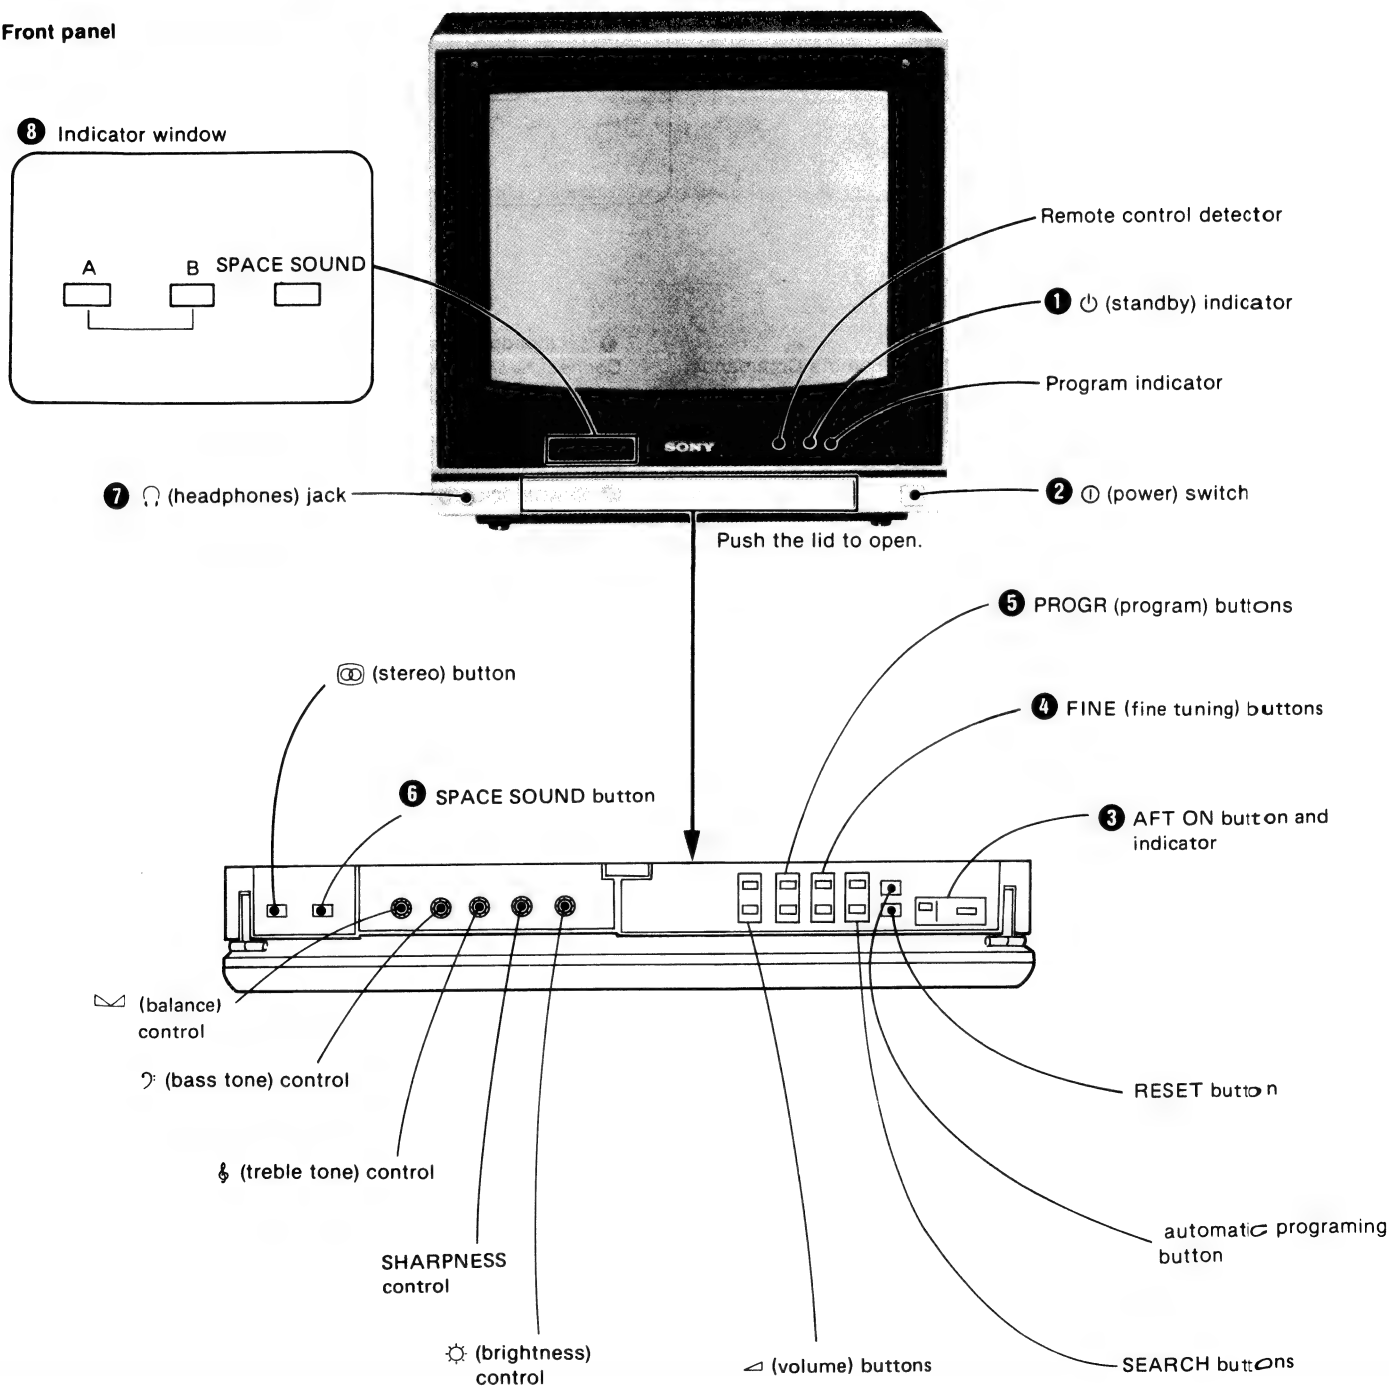 Front panel
8 Indicator window
A B SPACE SOUND
Remote control detector
1 (standby) indicator
Program indicator
SONY
7 (headphones) jack
2 (power) switch
Push the lid to open.
5 PROGR (program) buttons
(stereo) button
4 FINE (fine tuning) buttons
6 SPACE SOUND button
3 AFT ON button and
indicator
(balance)
control
(bass tone) control
RESET button
(treble tone) control
automatic programing
button
SHARPNESS
control
(brightness)
control
(volume) buttons
SEARCH buttons